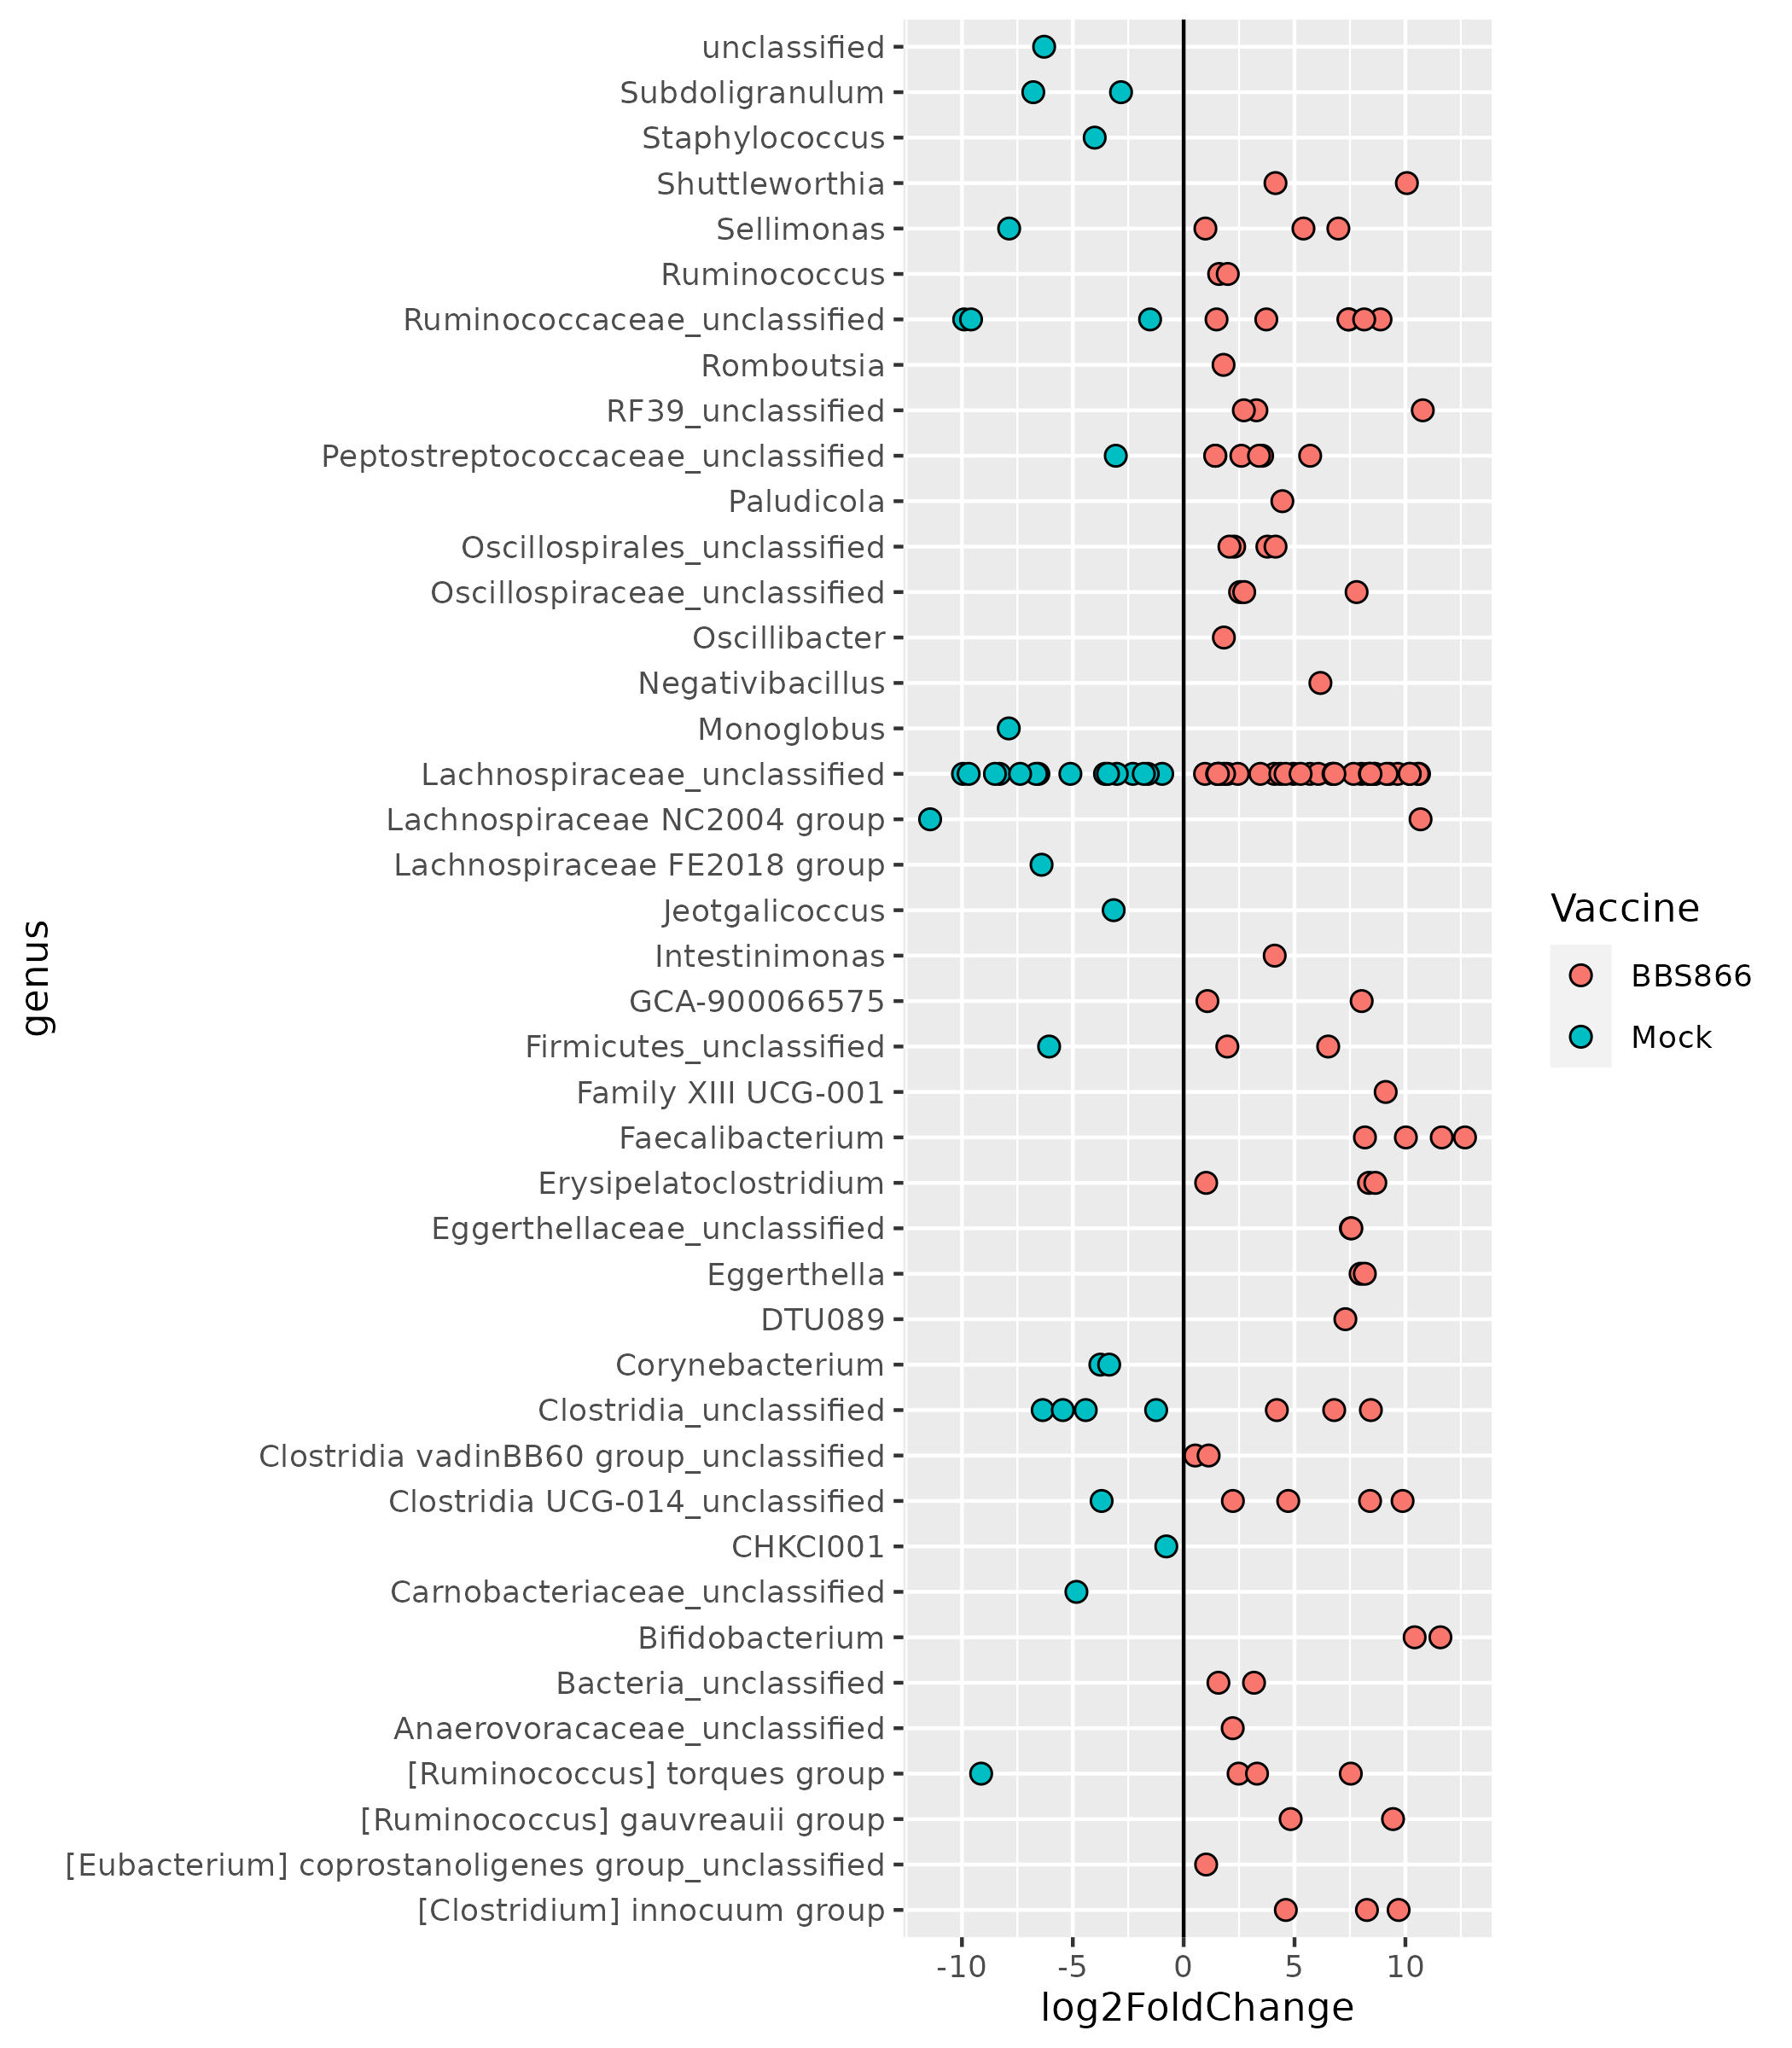 unclassified
Subdoligranulum
Staphylococcus
Shuttleworthia
Sellimonas
Ruminococcus
Ruminococcaceae_unclassified
Romboutsia
RF39_unclassified
Peptostreptococcaceae_unclassified
Paludicola
Oscillospirales_unclassified
Oscillospiraceae_unclassified
Oscillibacter
Negativibacillus
Monoglobus
Lachnospiraceae_unclassified
Lachnospiraceae NC2004 group
Lachnospiraceae FE2018 group
Jeotgalicoccus
Intestinimonas
GCA-900066575
Firmicutes_unclassified
Family XIII UCG-001
Faecalibacterium
Erysipelatoclostridium
Eggerthellaceae_unclassified
Eggerthella
DTU089
Corynebacterium
Clostridia_unclassified
Clostridia vadinBB60 group_unclassified
Clostridia UCG-014_unclassified
CHKCI001
Carnobacteriaceae_unclassified
Bifidobacterium
Bacteria_unclassified
Anaerovoracaceae_unclassified
[Ruminococcus] torques group
[Ruminococcus] gauvreauii group
[Eubacterium] coprostanoligenes group_unclassified
[Clostridium] innocuum group
genus
-10 -5 0 5 10
log2FoldChange
Vaccine
BBS866
Mock